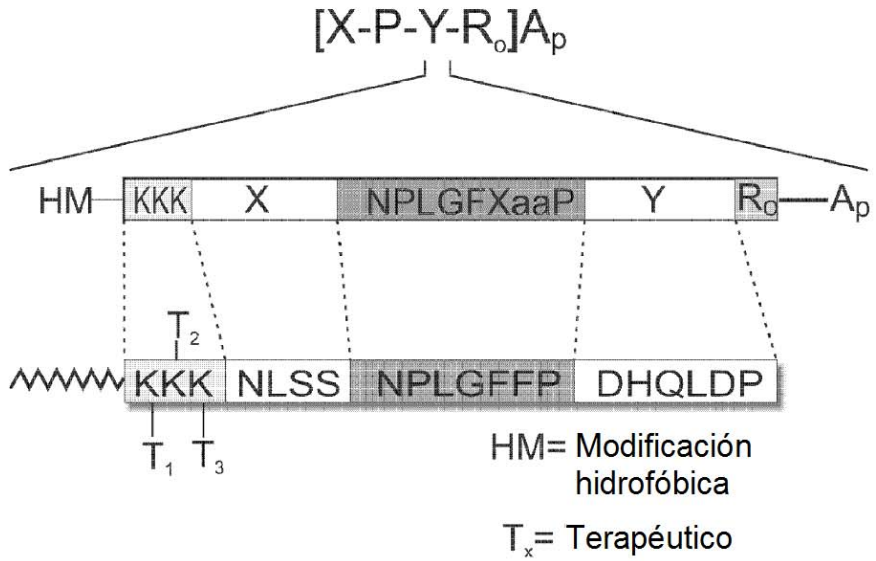 [X-P-Y-Ro]Ap
HM KKK X NPLGFXaaP Y Ro Ap
T2
KKK NLSS NPLGFFP DHQLDP
T1 T3
HM= Modificación
hidrofóbica
Tx= Terapéutico